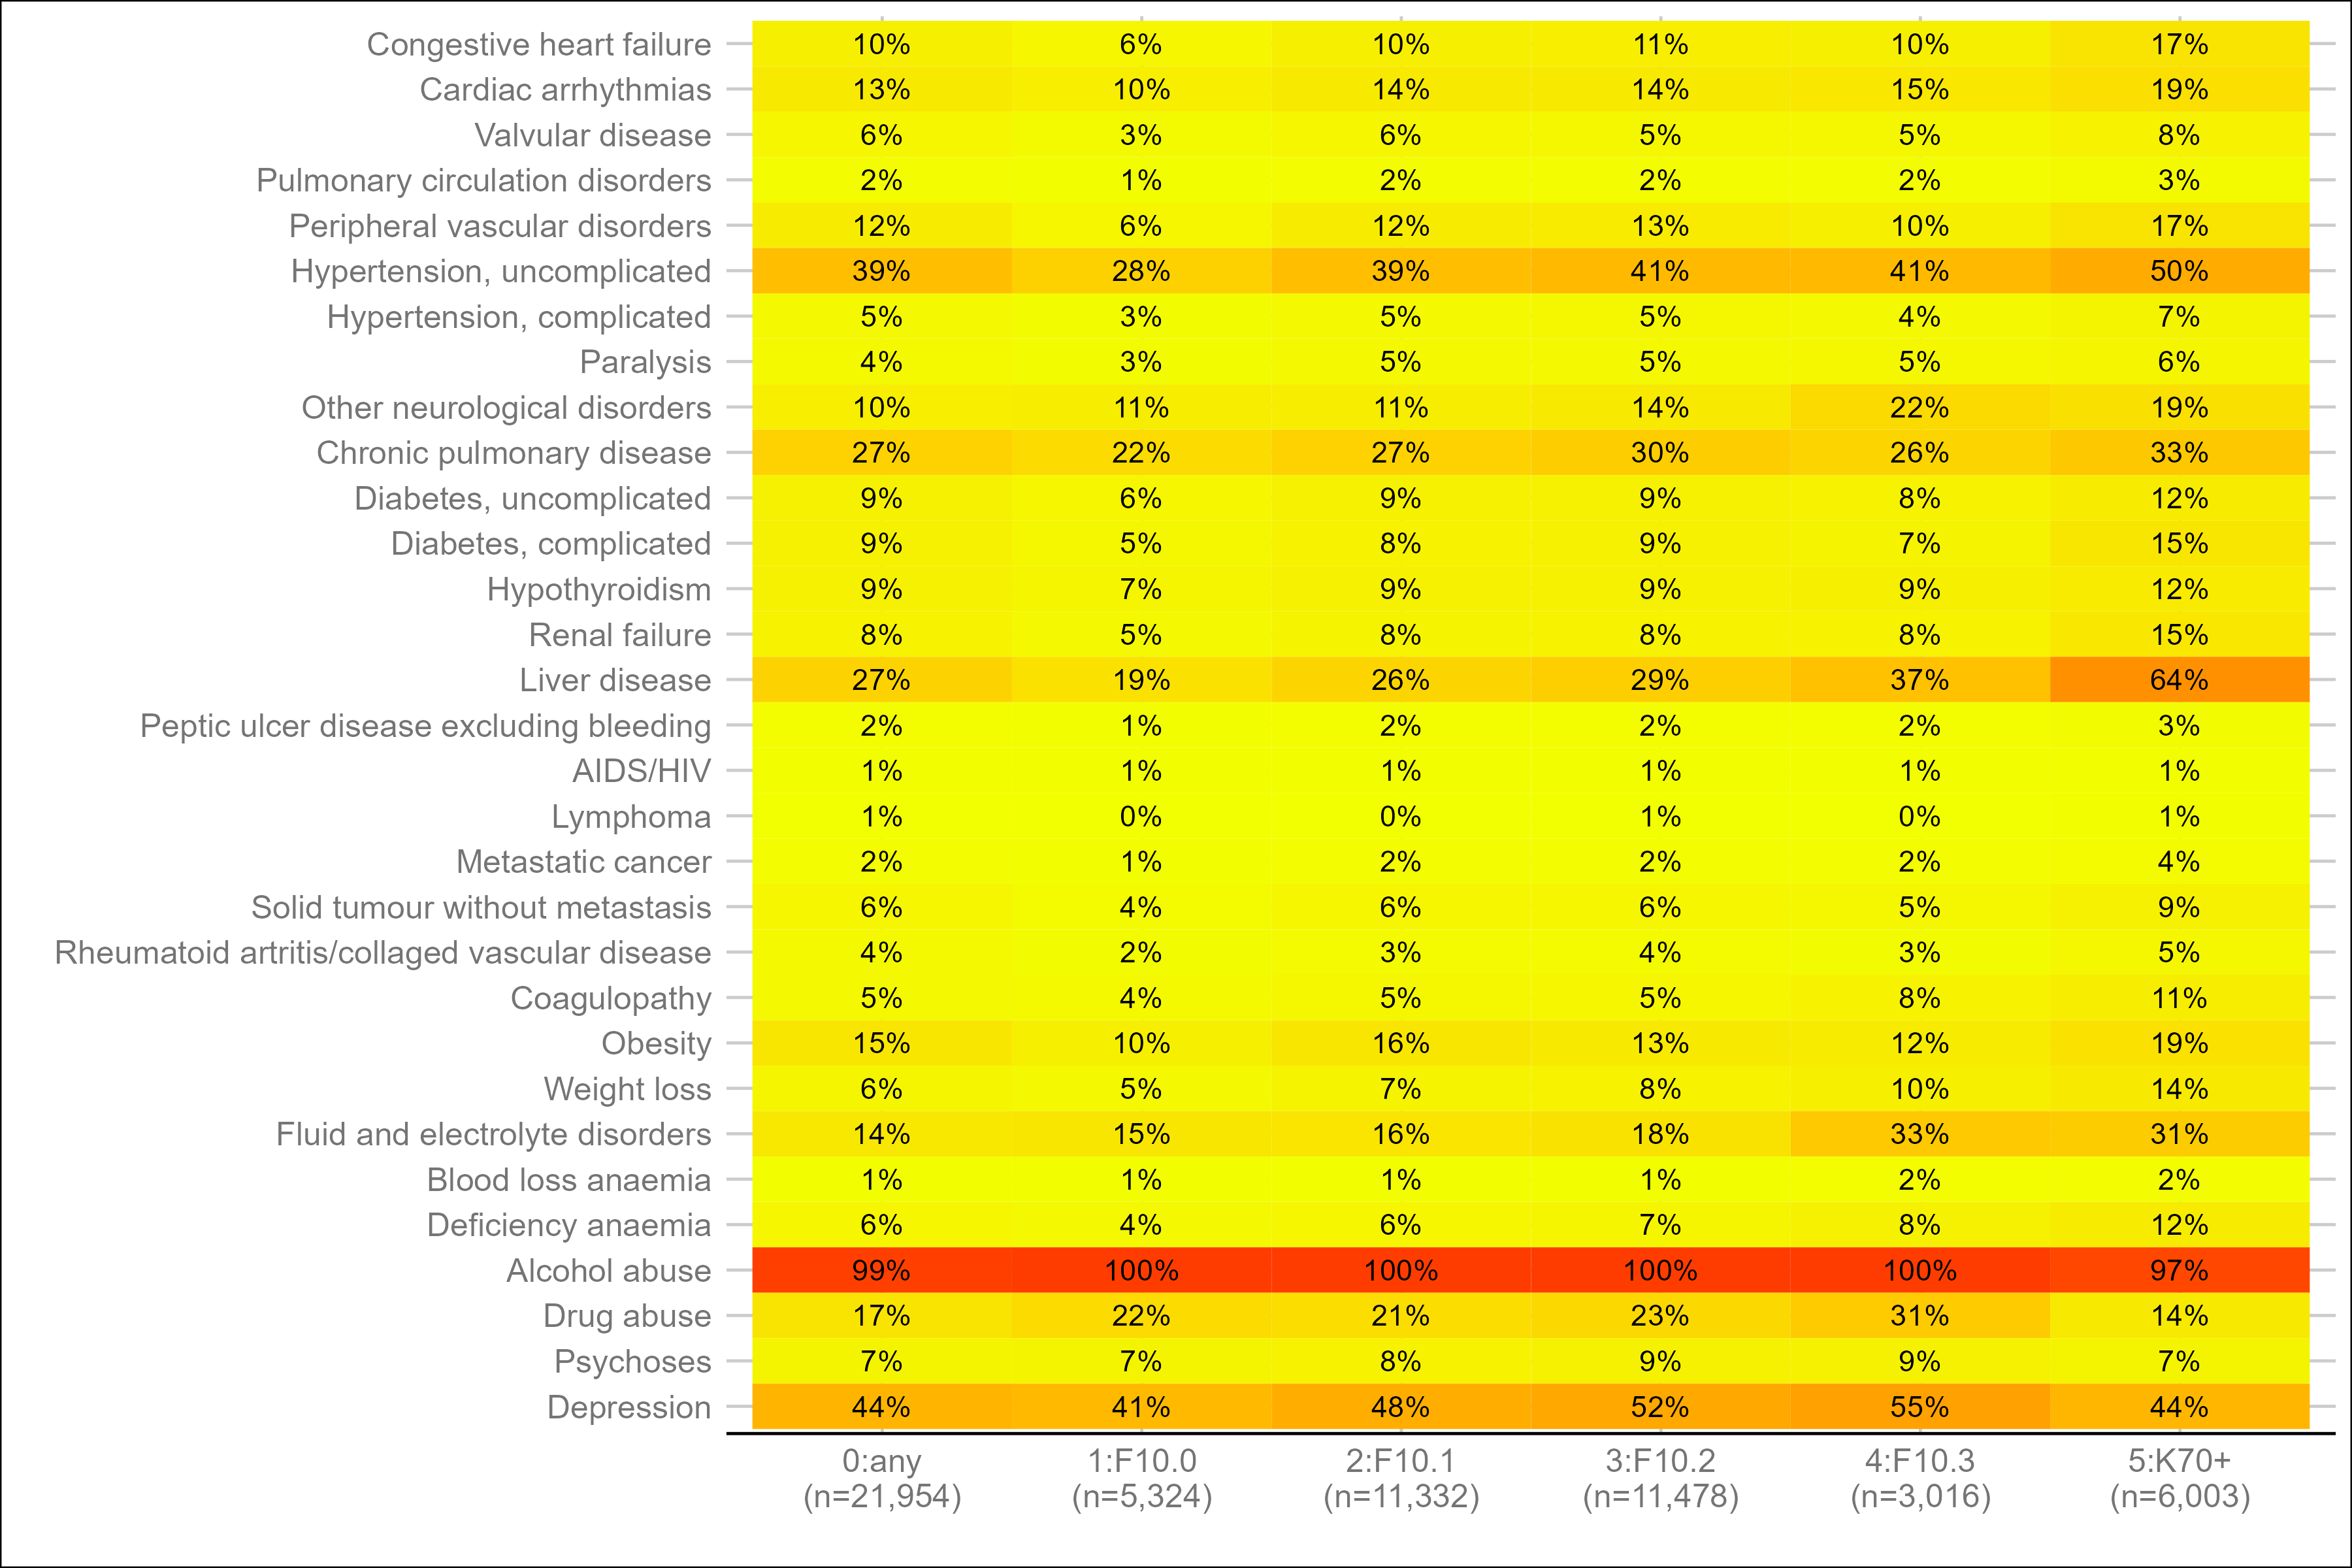 Congestive heart failure 10% 6% 10% 11% 10% 17%
Cardiac arrhythmias 13% 10% 14% 14% 15% 19%
Valvular disease 6% 3% 6% 5% 5% 8%
Pulmonary circulation disorders 2% 1% 2% 2% 2% 3%
Peripheral vascular disorders 12% 6% 12% 13% 10% 17%
Hypertension, uncomplicated 39% 28% 39% 41% 41% 50%
Hypertension, complicated 5% 3% 5% 5% 4% 7%
Paralysis 4% 3% 5% 5% 5% 6%
Other neurological disorders 10% 11% 11% 14% 22% 19%
Chronic pulmonary disease 27% 22% 27% 30% 26% 33%
Diabetes, uncomplicated 9% 6% 9% 9% 8% 12%
Diabetes, complicated 9% 5% 8% 9% 7% 15%
Hypothyroidism 9% 7% 9% 9% 9% 12%
Renal failure 8% 5% 8% 8% 8% 15%
Liver disease 27% 19% 26% 29% 37% 64%
Peptic ulcer disease excluding bleeding 2% 1% 2% 2% 2% 3%
AIDS/HIV 1% 1% 1% 1% 1% 1%
Lymphoma 1% 0% 0% 1% 0% 1%
Metastatic cancer 2% 1% 2% 2% 2% 4%
Solid tumour without metastasis 6% 4% 6% 6% 5% 9%
Rheumatoid artritis/collaged vascular disease 4% 2% 3% 4% 3% 5%
Coagulopathy 5% 4% 5% 5% 8% 11%
Obesity 15% 10% 16% 13% 12% 19%
Weight loss 6% 5% 7% 8% 10% 14%
Fluid and electrolyte disorders 14% 15% 16% 18% 33% 31%
Blood loss anaemia 1% 1% 1% 1% 2% 2%
Deficiency anaemia 6% 4% 6% 7% 8% 12%
Alcohol abuse 99% 100% 100% 100% 100% 97%
Drug abuse 17% 22% 21% 23% 31% 14%
Psychoses 7% 7% 8% 9% 9% 7%
Depression 44% 41% 48% 52% 55% 44%
0:any 1:F10.0 2:F10.1 3:F10.2 4:F10.3 5:K70+
(n=21,954) (n=5,324) (n=11,332) (n=11,478) (n=3,016) (n=6,003)